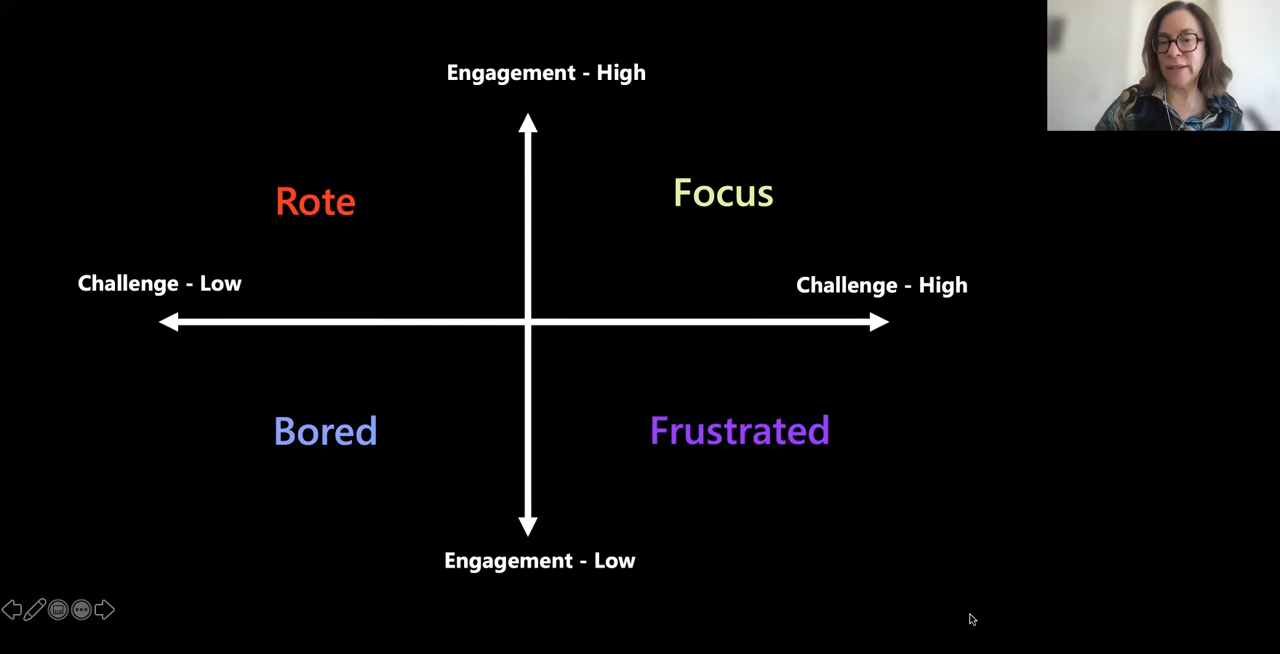 Engagement - High
Rote
Focus
Challenge - Low
Challenge - High
Bored
Frustrated
Engagement - Low